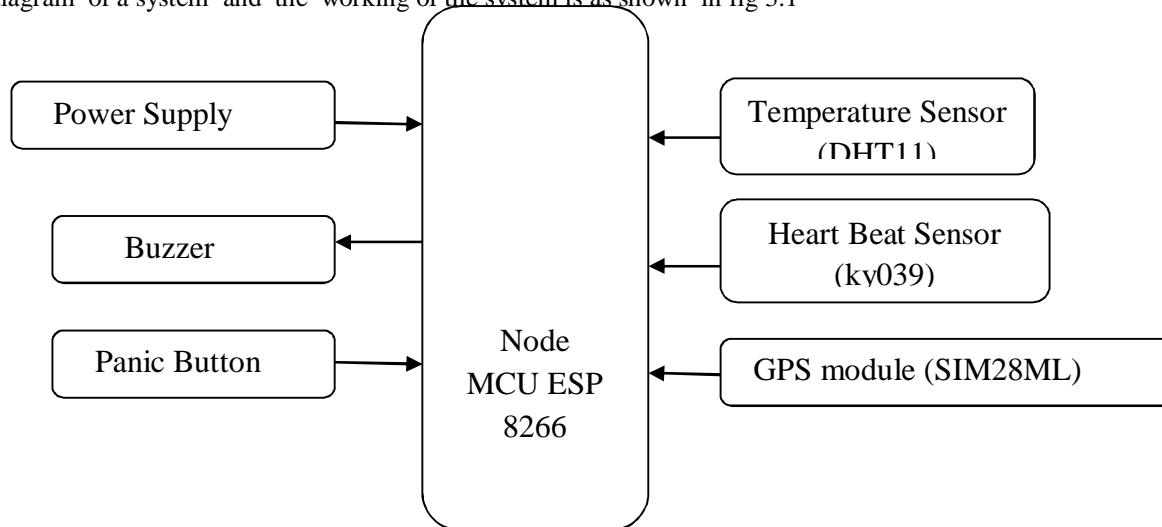 diagram of a system and the working of the system is as shown in fig 3.1
Power Supply
Buzzer
Panic Button
Node
MCU ESP
8266
Temperature Sensor
(DHT11)
Heart Beat Sensor
(ky039)
GPS module (SIM28ML)